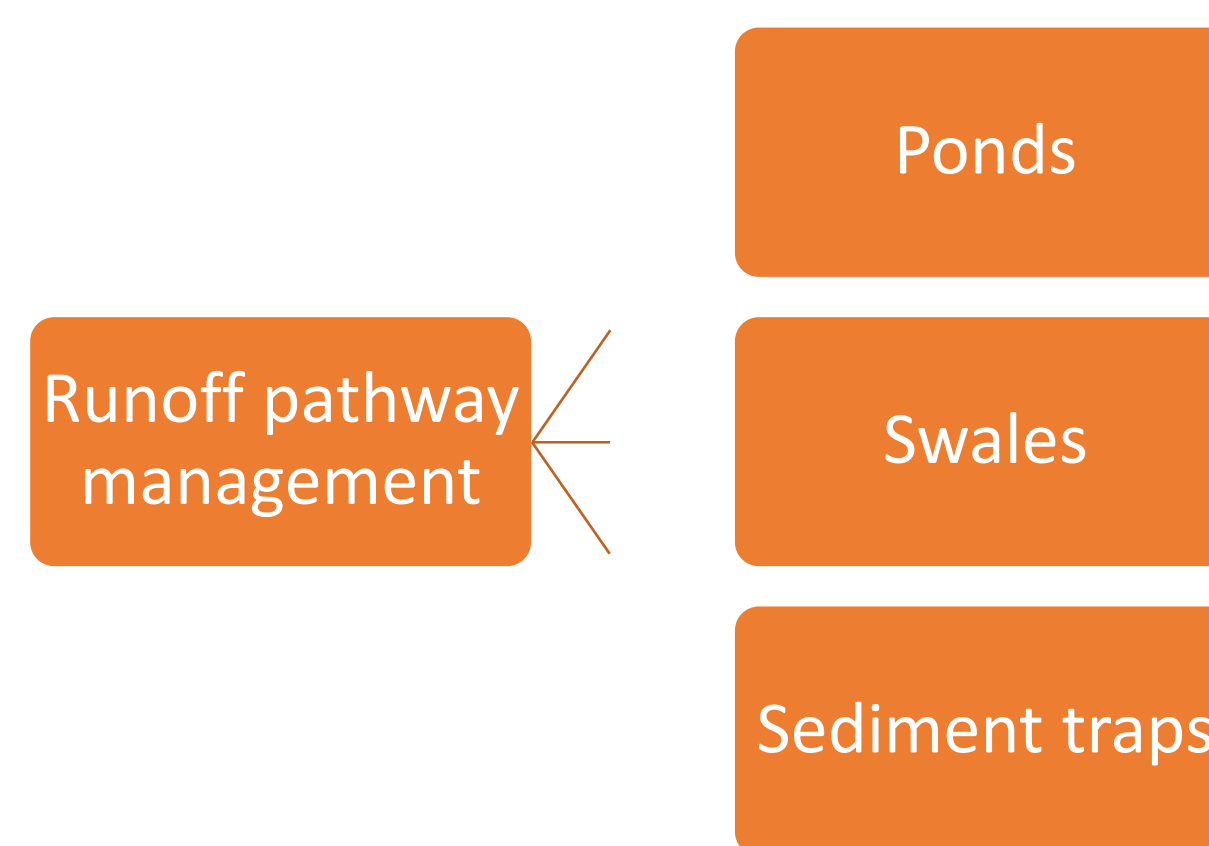 Ponds
Runoff pathway
management
Swales
Sediment traps